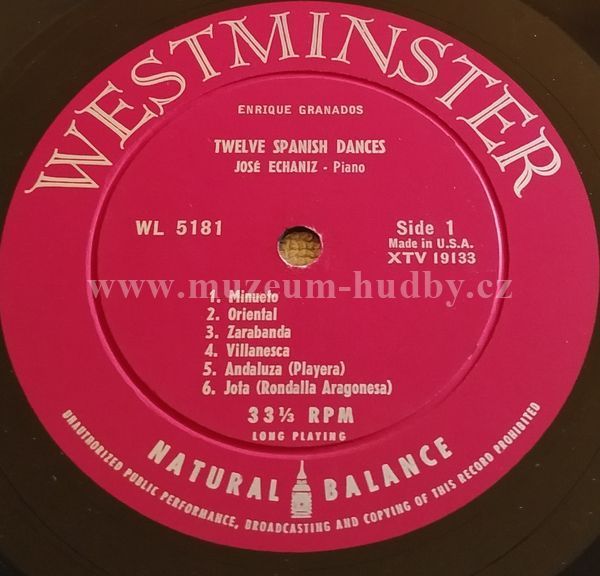 WESTMINSTER
ENRIQUE GRANADOS
TWELVE SPANISH DANCES
JOSÉ ECHANIZ - Piano
WL 5181
Side 1
Made in U.S.A.
XTV 19133
www.muzeum-hudby.cz
1. Minueto
2. Oriental
3. Zarabanda
4. Villanesca
5. Andaluza (Playera)
6. Jota (Rondalla Aragonesa)
33⅓ RPM
LONG PLAYING
NATURAL BALANCE
UNAUTHORIZED PUBLIC PERFORMANCE, BROADCASTING AND COPYING OF THIS RECORD PROHIBITED